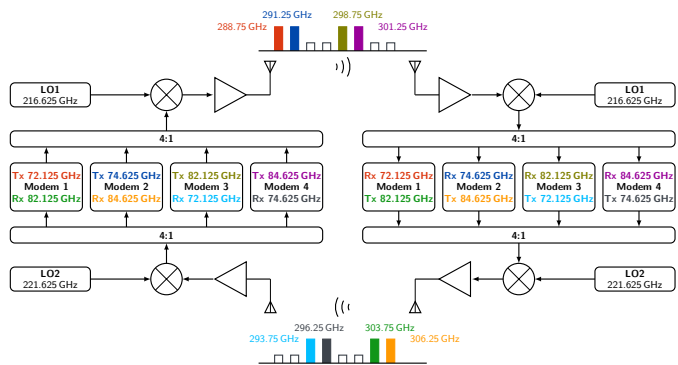 291.25 GHz 298.75 GHz
288.75 GHz 301.25 GHz
LO1
216.625 GHz
LO1
216.625 GHz
4:1 4:1
Tx 72.125 GHz Tx 74.625 GHz Tx 82.125 GHz Tx 84.625 GHz
Modem 1 Modem 2 Modem 3 Modem 4
Rx 82.125 GHz Rx 84.625 GHz Rx 72.125 GHz Rx 74.625 GHz
Rx 72.125 GHz Rx 74.625 GHz Rx 82.125 GHz Rx 84.625 GHz
Modem 1 Modem 2 Modem 3 Modem 4
Tx 82.125 GHz Tx 84.625 GHz Tx 72.125 GHz Tx 74.625 GHz
4:1 4:1
LO2
221.625 GHz
LO2
221.625 GHz
296.25 GHz 303.75 GHz
293.75 GHz 306.25 GHz